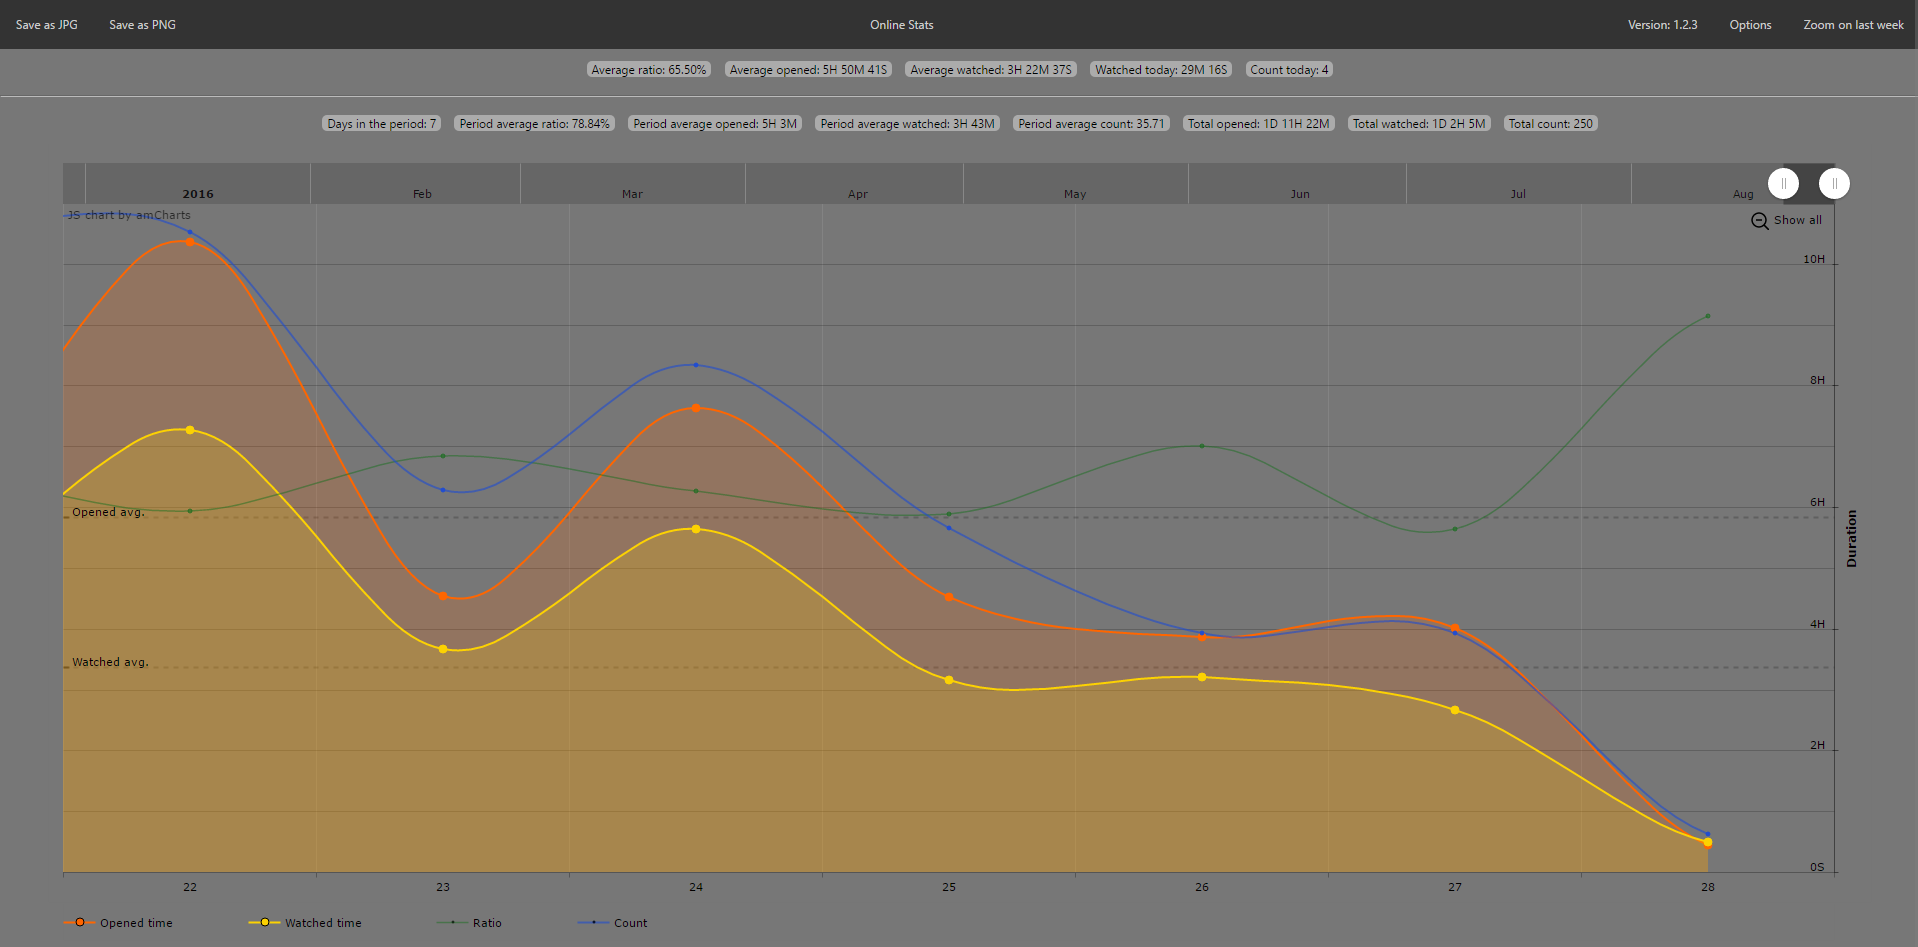 Save as JPG Save as PNG Online Stats Version: 1.2.3 Options Zoom on last week
Average ratio: 65.50% Average opened: 5H 50M 41S Average watched: 3H 22M 37S Watched today: 29M 16S Count today: 4
Days in the period: 7 Period average ratio: 78.84% Period average opened: 5H 3M Period average watched: 3H 43M Period average count: 35.71 Total opened: 1D 11H 22M Total watched: 1D 2H 5M Total count: 250
2016 Feb Mar Apr May Jun Jul Aug
JS chart by amCharts
Show all
10H
8H
6H
Opened avg.
Duration
4H
Watched avg.
2H
0S
22 23 24 25 26 27 28
Opened time Watched time Ratio Count